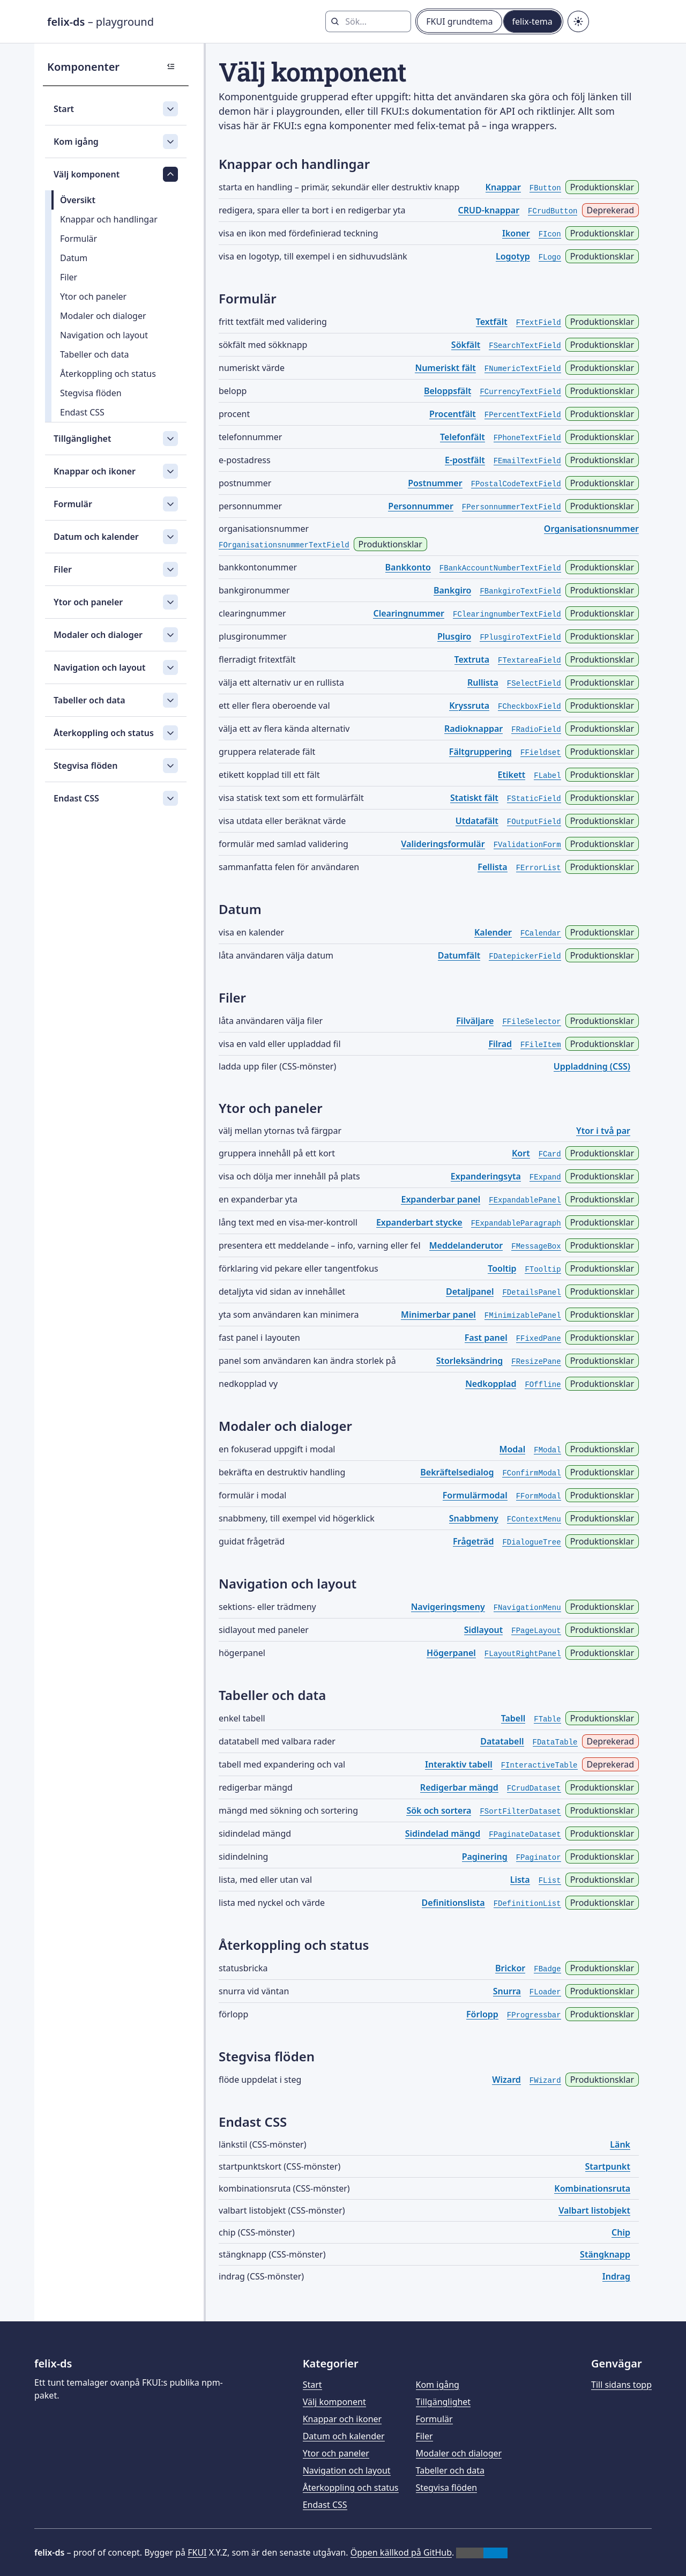 felix-ds – playground
Sök...
FKUI grundtema
felix-tema
Komponenter
Start
Kom igång
Välj komponent
Översikt
Knappar och handlingar
Formulär
Datum
Filer
Ytor och paneler
Modaler och dialoger
Navigation och layout
Tabeller och data
Återkoppling och status
Stegvisa flöden
Endast CSS
Tillgänglighet
Knappar och ikoner
Formulär
Datum och kalender
Filer
Ytor och paneler
Modaler och dialoger
Navigation och layout
Tabeller och data
Återkoppling och status
Stegvisa flöden
Endast CSS
Välj komponent
Komponentguide grupperad efter uppgift: hitta det användaren ska göra och följ länken till
demon här i playgrounden, eller till FKUI:s dokumentation för API och riktlinjer. Allt som
visas här är FKUI:s egna komponenter med felix-temat på – inga wrappers.
Knappar och handlingar
starta en handling – primär, sekundär eller destruktiv knapp Knappar FButton Produktionsklar
redigera, spara eller ta bort i en redigerbar yta CRUD-knappar FCrudButton Deprekerad
visa en ikon med fördefinierad teckning Ikoner FIcon Produktionsklar
visa en logotyp, till exempel i en sidhuvudslänk Logotyp FLogo Produktionsklar
Formulär
fritt textfält med validering Textfält FTextField Produktionsklar
sökfält med sökknapp Sökfält FSearchTextField Produktionsklar
numeriskt värde Numeriskt fält FNumericTextField Produktionsklar
belopp Beloppsfält FCurrencyTextField Produktionsklar
procent Procentfält FPercentTextField Produktionsklar
telefonnummer Telefonfält FPhoneTextField Produktionsklar
e-postadress E-postfält FEmailTextField Produktionsklar
postnummer Postnummer FPostalCodeTextField Produktionsklar
personnummer Personnummer FPersonnummerTextField Produktionsklar
organisationsnummer Organisationsnummer
FOrganisationsnummerTextField Produktionsklar
bankkontonummer Bankkonto FBankAccountNumberTextField Produktionsklar
bankgironummer Bankgiro FBankgiroTextField Produktionsklar
clearingnummer Clearingnummer FClearingnumberTextField Produktionsklar
plusgironummer Plusgiro FPlusgiroTextField Produktionsklar
flerradigt fritextfält Textruta FTextareaField Produktionsklar
välja ett alternativ ur en rullista Rullista FSelectField Produktionsklar
ett eller flera oberoende val Kryssruta FCheckboxField Produktionsklar
välja ett av flera kända alternativ Radioknappar FRadioField Produktionsklar
gruppera relaterade fält Fältgruppering FFieldset Produktionsklar
etikett kopplad till ett fält Etikett FLabel Produktionsklar
visa statisk text som ett formulärfält Statiskt fält FStaticField Produktionsklar
visa utdata eller beräknat värde Utdatafält FOutputField Produktionsklar
formulär med samlad validering Valideringsformulär FValidationForm Produktionsklar
sammanfatta felen för användaren Fellista FErrorList Produktionsklar
Datum
visa en kalender Kalender FCalendar Produktionsklar
låta användaren välja datum Datumfält FDatepickerField Produktionsklar
Filer
låta användaren välja filer Filväljare FFileSelector Produktionsklar
visa en vald eller uppladdad fil Filrad FFileItem Produktionsklar
ladda upp filer (CSS-mönster) Uppladdning (CSS)
Ytor och paneler
välj mellan ytornas två färgpar Ytor i två par
gruppera innehåll på ett kort Kort FCard Produktionsklar
visa och dölja mer innehåll på plats Expanderingsyta FExpand Produktionsklar
en expanderbar yta Expanderbar panel FExpandablePanel Produktionsklar
lång text med en visa-mer-kontroll Expanderbart stycke FExpandableParagraph Produktionsklar
presentera ett meddelande – info, varning eller fel Meddelanderutor FMessageBox Produktionsklar
förklaring vid pekare eller tangentfokus Tooltip FTooltip Produktionsklar
detaljyta vid sidan av innehållet Detaljpanel FDetailsPanel Produktionsklar
yta som användaren kan minimera Minimerbar panel FMinimizablePanel Produktionsklar
fast panel i layouten Fast panel FFixedPane Produktionsklar
panel som användaren kan ändra storlek på Storleksändring FResizePane Produktionsklar
nedkopplad vy Nedkopplad FOffline Produktionsklar
Modaler och dialoger
en fokuserad uppgift i modal Modal FModal Produktionsklar
bekräfta en destruktiv handling Bekräftelsedialog FConfirmModal Produktionsklar
formulär i modal Formulärmodal FFormModal Produktionsklar
snabbmeny, till exempel vid högerklick Snabbmeny FContextMenu Produktionsklar
guidat frågeträd Frågeträd FDialogueTree Produktionsklar
Navigation och layout
sektions- eller trädmeny Navigeringsmeny FNavigationMenu Produktionsklar
sidlayout med paneler Sidlayout FPageLayout Produktionsklar
högerpanel Högerpanel FLayoutRightPanel Produktionsklar
Tabeller och data
enkel tabell Tabell FTable Produktionsklar
datatabell med valbara rader Datatabell FDataTable Deprekerad
tabell med expandering och val Interaktiv tabell FInteractiveTable Deprekerad
redigerbar mängd Redigerbar mängd FCrudDataset Produktionsklar
mängd med sökning och sortering Sök och sortera FSortFilterDataset Produktionsklar
sidindelad mängd Sidindelad mängd FPaginateDataset Produktionsklar
sidindelning Paginering FPaginator Produktionsklar
lista, med eller utan val Lista FList Produktionsklar
lista med nyckel och värde Definitionslista FDefinitionList Produktionsklar
Återkoppling och status
statusbricka Brickor FBadge Produktionsklar
snurra vid väntan Snurra FLoader Produktionsklar
förlopp Förlopp FProgressbar Produktionsklar
Stegvisa flöden
flöde uppdelat i steg Wizard FWizard Produktionsklar
Endast CSS
länkstil (CSS-mönster) Länk
startpunktskort (CSS-mönster) Startpunkt
kombinationsruta (CSS-mönster) Kombinationsruta
valbart listobjekt (CSS-mönster) Valbart listobjekt
chip (CSS-mönster) Chip
stängknapp (CSS-mönster) Stängknapp
indrag (CSS-mönster) Indrag
felix-ds
Ett tunt temalager ovanpå FKUI:s publika npm-
paket.
Kategorier
Start Kom igång
Välj komponent Tillgänglighet
Knappar och ikoner Formulär
Datum och kalender Filer
Ytor och paneler Modaler och dialoger
Navigation och layout Tabeller och data
Återkoppling och status Stegvisa flöden
Endast CSS
Genvägar
Till sidans topp
felix-ds – proof of concept. Bygger på FKUI X.Y.Z, som är den senaste utgåvan. Öppen källkod på GitHub.